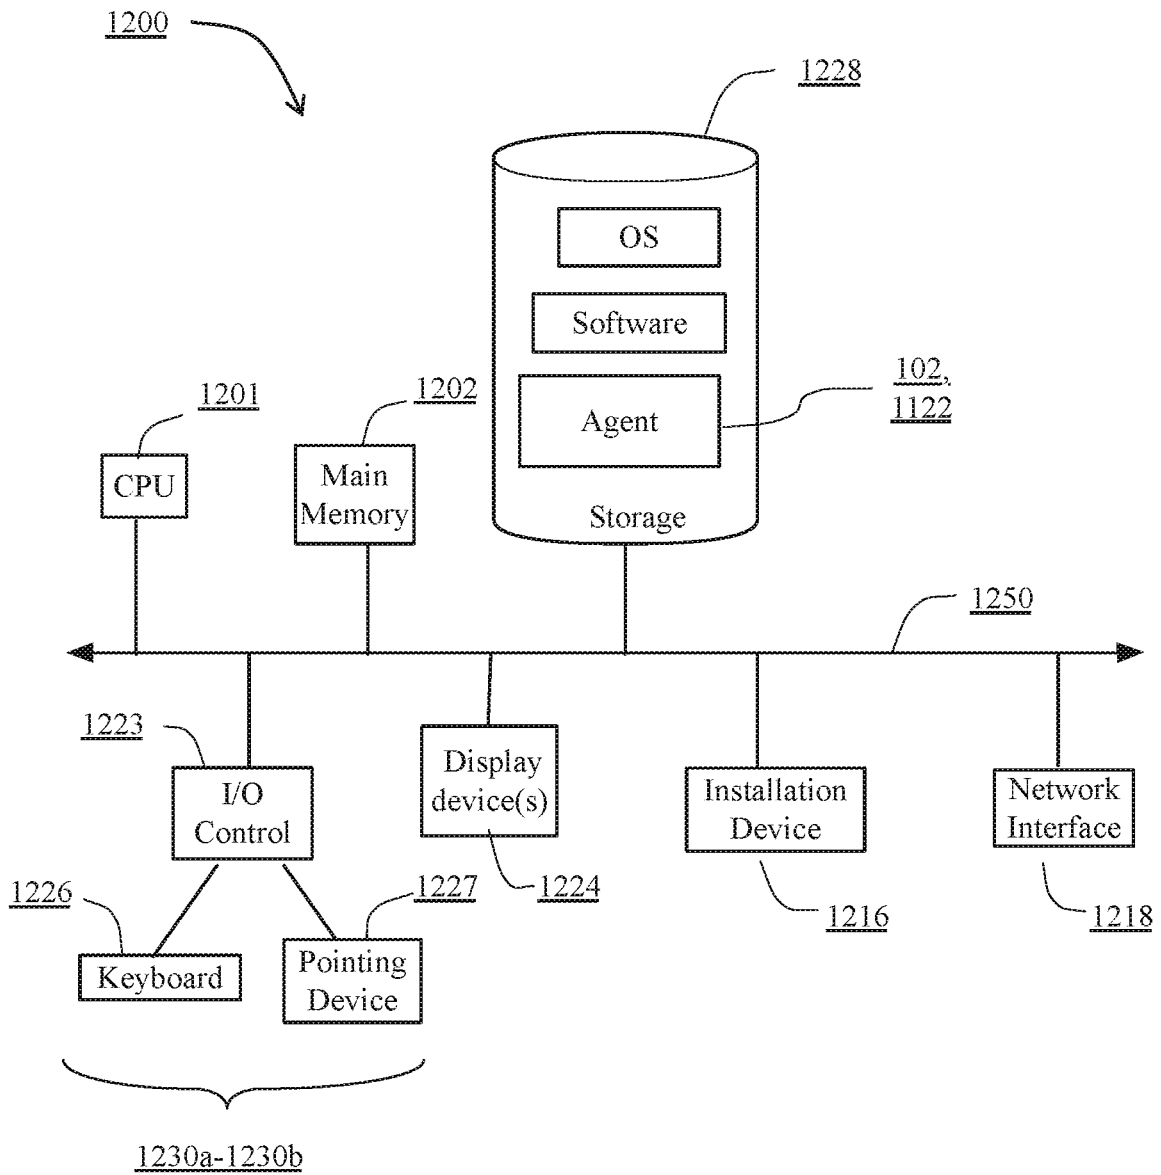 1200
1228
OS
Software
102,
1122
Agent
1201
1202
CPU
Main
Memory
Storage
1250
1223
I/O
Control
Display
device(s)
Installation
Device
Network
Interface
1226
1227
1224
1216
1218
Keyboard
Pointing
Device
1230a-1230b